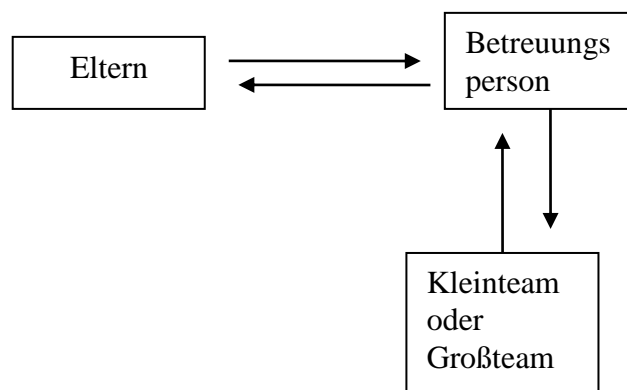 Eltern
Betreuungs
person
Kleinteam
oder
Großteam